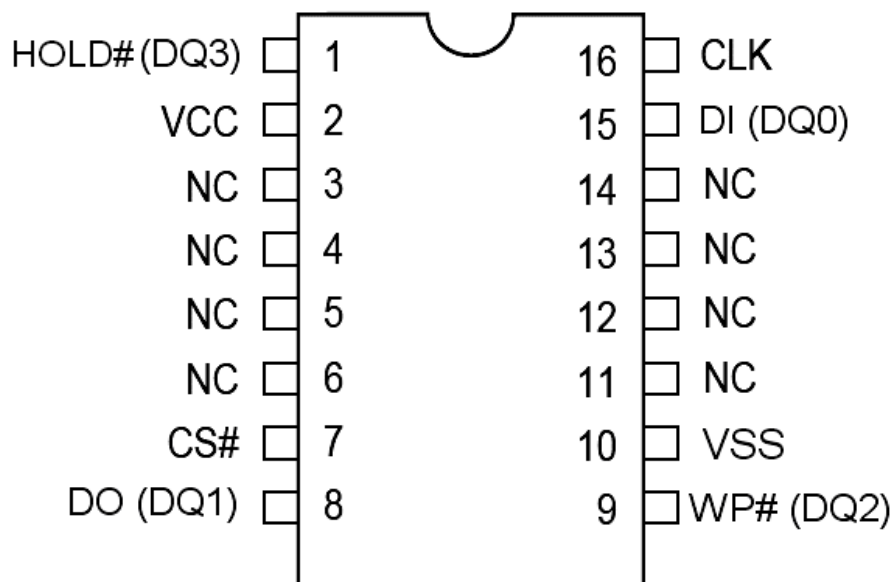 HOLD# (DQ3) 1 16 CLK
VCC 2 15 DI (DQ0)
NC 3 14 NC
NC 4 13 NC
NC 5 12 NC
NC 6 11 NC
CS# 7 10 VSS
DO (DQ1) 8 9 WP# (DQ2)